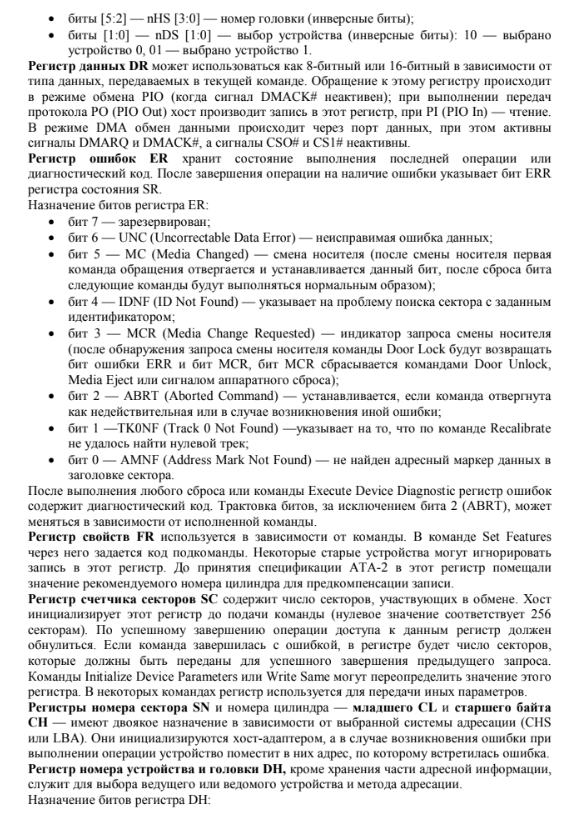 • биты [5:2] — nHS [3:0] — номер головки (инверсные биты);
• биты [1:0] — nDS [1:0] — выбор устройства (инверсные биты): 10 — выбрано
устройство 0, 01 — выбрано устройство 1.
Регистр данных DR может использоваться как 8-битный или 16-битный в зависимости от
типа данных, передаваемых в текущей команде. Обращение к этому регистру происходит
в режиме обмена PIO (когда сигнал DMACK# неактивен); при выполнении передач
протокола PO (PIO Out) хост производит запись в этот регистр, при PI (PIO In) — чтение.
В режиме DMA обмен данными происходит через порт данных, при этом активны
сигналы DMARQ и DMACK#, а сигналы CSO# и CS1# неактивны.
Регистр ошибок ER хранит состояние выполнения последней операции или
диагностический код. После завершения операции на наличие ошибки указывает бит ERR
регистра состояния SR.
Назначение битов регистра ER:
• бит 7 — зарезервирован;
• бит 6 — UNC (Uncorrectable Data Error) — неисправимая ошибка данных;
• бит 5 — MC (Media Changed) — смена носителя (после смены носителя первая
команда обращения отвергается и устанавливается данный бит, после сброса бита
следующие команды будут выполняться нормальным образом);
• бит 4 — IDNF (ID Not Found) — указывает на проблему поиска сектора с заданным
идентификатором;
• бит 3 — MCR (Media Change Requested) — индикатор запроса смены носителя
(после обнаружения запроса смены носителя команды Door Lock будут возвращать
бит ошибки ERR и бит MCR, бит MCR сбрасывается командами Door Unlock,
Media Eject или сигналом аппаратного сброса);
• бит 2 — ABRT (Aborted Command) — устанавливается, если команда отвергнута
как недействительная или в случае возникновения иной ошибки;
• бит 1 —TK0NF (Track 0 Not Found) —указывает на то, что по команде Recalibrate
не удалось найти нулевой трек;
• бит 0 — AMNF (Address Mark Not Found) — не найден адресный маркер данных в
заголовке сектора.
После выполнения любого сброса или команды Execute Device Diagnostic регистр ошибок
содержит диагностический код. Трактовка битов, за исключением бита 2 (ABRT), может
меняться в зависимости от исполненной команды.
Регистр свойств FR используется в зависимости от команды. В команде Set Features
через него задается код подкоманды. Некоторые старые устройства могут игнорировать
запись в этот регистр. До принятия спецификации АТА-2 в этот регистр помещали
значение рекомендуемого номера цилиндра для предкомпенсации записи.
Регистр счетчика секторов SC содержит число секторов, участвующих в обмене. Хост
инициализирует этот регистр до подачи команды (нулевое значение соответствует 256
секторам). По успешному завершению операции доступа к данным регистр должен
обнулиться. Если команда завершилась с ошибкой, в регистре будет число секторов,
которые должны быть переданы для успешного завершения предыдущего запроса.
Команды Initialize Device Parameters или Write Same могут переопределить значение этого
регистра. В некоторых командах регистр используется для передачи иных параметров.
Регистры номера сектора SN и номера цилиндра — младшего CL и старшего байта
CH — имеют двоякое назначение в зависимости от выбранной системы адресации (CHS
или LBA). Они инициализируются хост-адаптером, а в случае возникновения ошибки при
выполнении операции устройство поместит в них адрес, по которому встретилась ошибка.
Регистр номера устройства и головки DH, кроме хранения части адресной информации,
служит для выбора ведущего или ведомого устройства и метода адресации.
Назначение битов регистра DH: